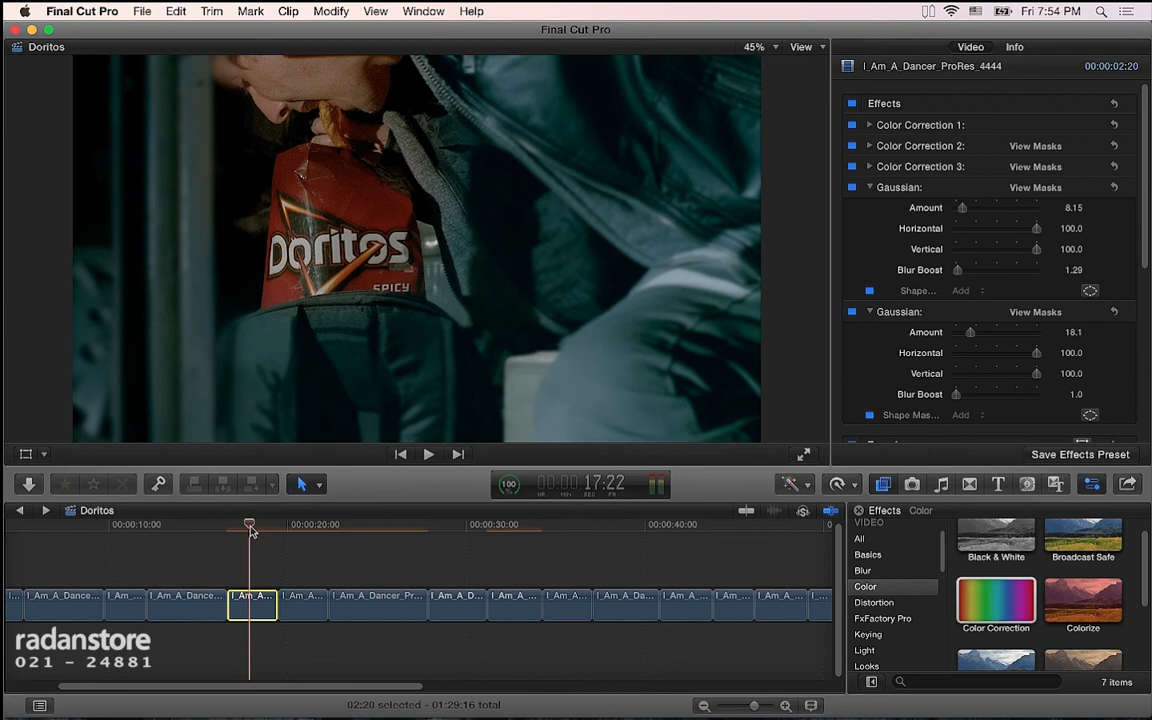 Final Cut Pro File Edit Trim Mark Clip Modify View Window Help Fri 7:54 PM
Final Cut Pro
Doritos 45% View Video Info
I_Am_A_Dancer_ProRes_4444 00:00:02:20
Effects
Color Correction 1:
Color Correction 2: View Masks
Color Correction 3: View Masks
Gaussian: View Masks
Amount 8.15
Horizontal 100.0
Vertical 100.0
Blur Boost 1.29
Shape... Add
Gaussian: View Masks
Amount 18.1
Horizontal 100.0
Vertical 100.0
Blur Boost 1.0
Shape Mas... Add
Doritos
SPICY
Save Effects Preset
100 00:00:17:22
HR MIN SEC FR
Doritos
00:00:10:00 00:00:20:00 00:00:30:00 00:00:40:00
I... I_Am_A_Dance... I_Am_... I_Am_A_Dance... I_Am_A... I_Am_A... I_Am_A_Dancer_Pr... I_Am_A_D... I_Am_A_... I_Am_A... I_Am_A_Da... I_Am_A_... I_Am_... I_Am_A... I...
radanstore
021 - 24881
Effects Color
VIDEO
All
Basics
Blur
Color
Distortion
FxFactory Pro
Keying
Light
Looks
Black & White Broadcast Safe
Color Correction Colorize
7 items
02:20 selected - 01:29:16 total